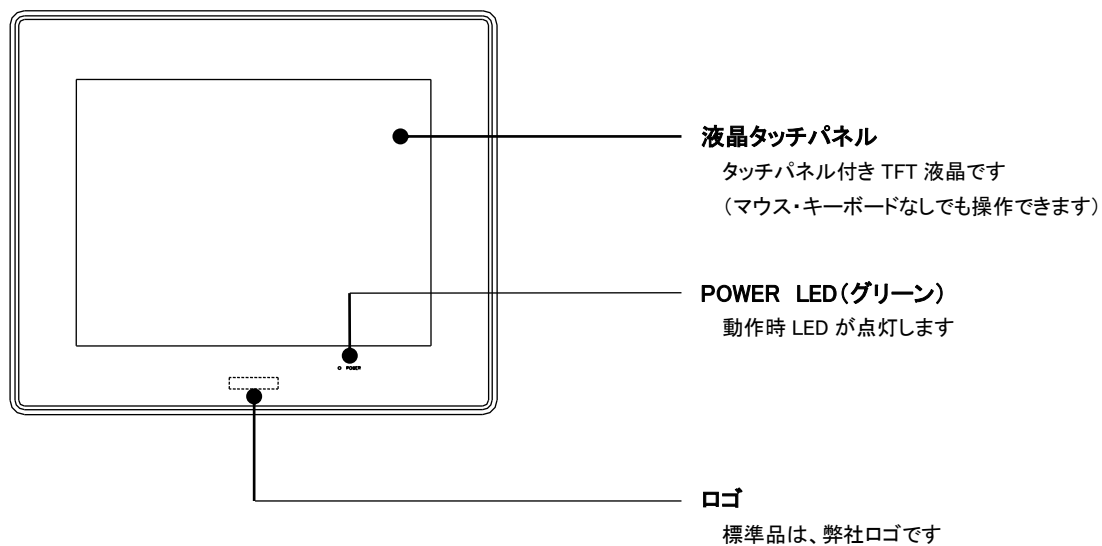 液晶タッチパネル
タッチパネル付き TFT 液晶です
（マウス・キーボードなしでも操作できます）
POWER　LED（グリーン）
動作時 LED が点灯します
POWER
ロゴ
標準品は、弊社ロゴです